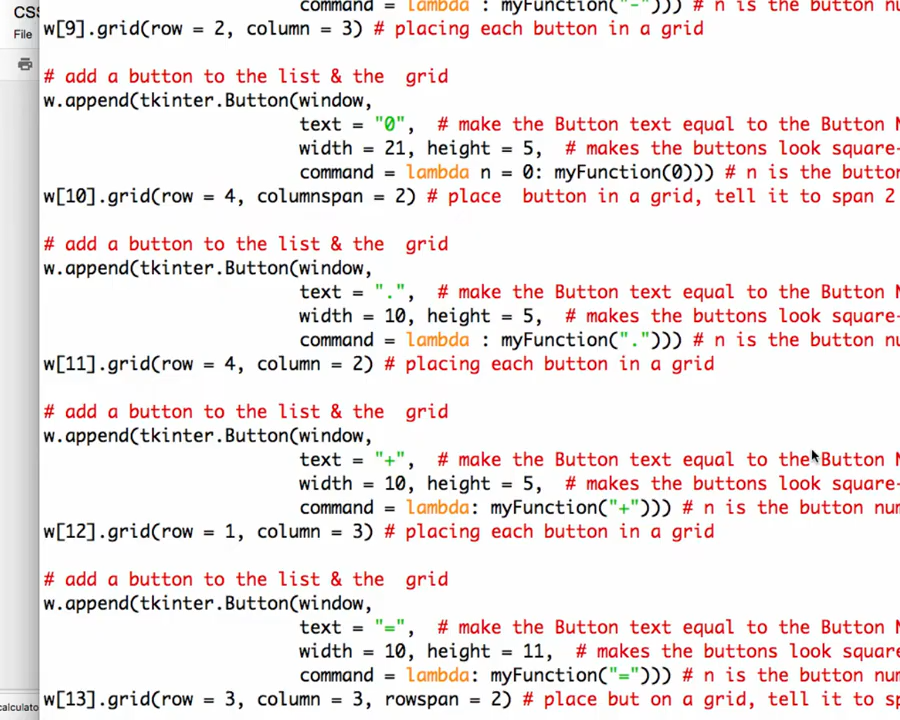 CSS
File
command = lambda : myFunction("-"))) # n is the button nu
w[9].grid(row = 2, column = 3) # placing each button in a grid
# add a button to the list & the  grid
w.append(tkinter.Button(window,
text = "0",  # make the Button text equal to the Button N
width = 21, height = 5,  # makes the buttons look square-
command = lambda n = 0: myFunction(0))) # n is the button
w[10].grid(row = 4, columnspan = 2) # place  button in a grid, tell it to span 2
# add a button to the list & the  grid
w.append(tkinter.Button(window,
text = ".",  # make the Button text equal to the Button N
width = 10, height = 5,  # makes the buttons look square-
command = lambda : myFunction("."))) # n is the button nu
w[11].grid(row = 4, column = 2) # placing each button in a grid
# add a button to the list & the  grid
w.append(tkinter.Button(window,
text = "+",  # make the Button text equal to the Button N
width = 10, height = 5,  # makes the buttons look square-
command = lambda: myFunction("+"))) # n is the button num
w[12].grid(row = 1, column = 3) # placing each button in a grid
# add a button to the list & the  grid
w.append(tkinter.Button(window,
text = "=",  # make the Button text equal to the Button N
width = 10, height = 11,  # makes the buttons look square
command = lambda: myFunction("="))) # n is the button num
w[13].grid(row = 3, column = 3, rowspan = 2) # place but on a grid, tell it to sp
calculato